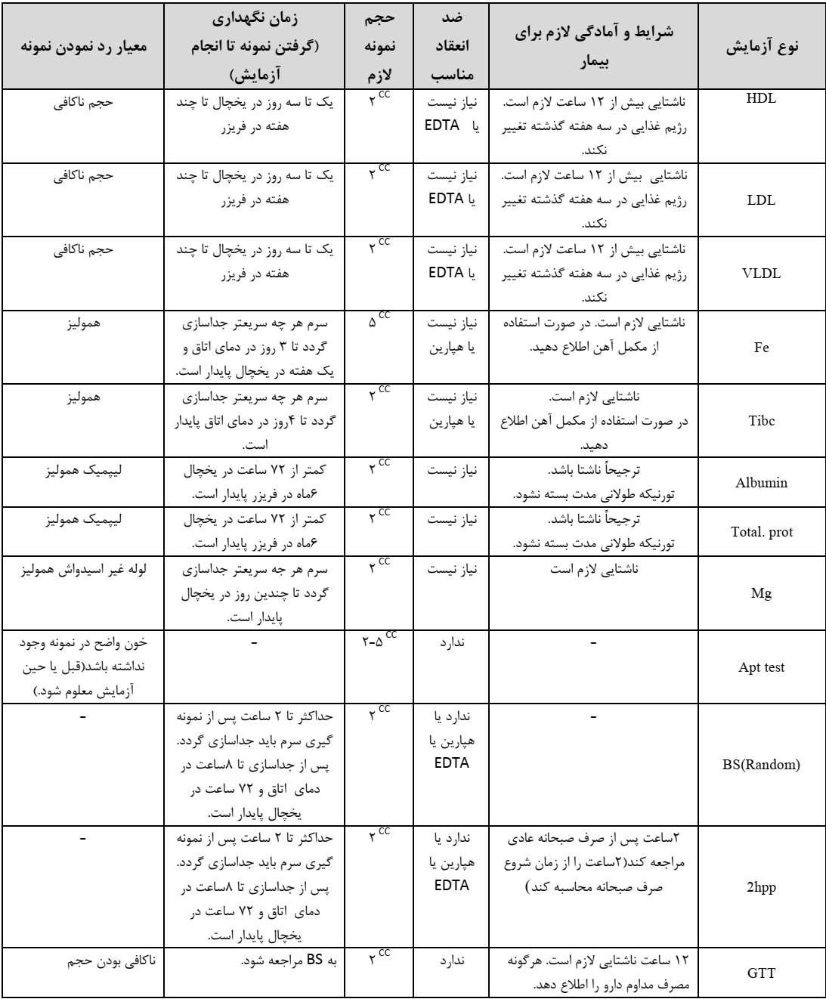 نوع آزمایش
شرایط و آمادگی لازم برای
بیمار
ضد
انعقاد
مناسب
حجم
نمونه
لازم
زمان نگهداری
(گرفتن نمونه تا انجام
آزمایش)
معیار رد نمودن نمونه
HDL
ناشتایی بیش از ۱۲ ساعت لازم است.
رژیم غذایی در سه هفته گذشته تغییر
نکند.
نیاز نیست
یا EDTA
۲ CC
یک تا سه روز در یخچال تا چند
هفته در فریزر
حجم ناکافی
LDL
ناشتایی بیش از ۱۲ ساعت لازم است.
رژیم غذایی در سه هفته گذشته تغییر
نکند.
نیاز نیست
یا EDTA
۲ CC
یک تا سه روز در یخچال تا چند
هفته در فریزر
حجم ناکافی
VLDL
ناشتایی بیش از ۱۲ ساعت لازم است.
رژیم غذایی در سه هفته گذشته تغییر
نکند.
نیاز نیست
یا EDTA
۲ CC
یک تا سه روز در یخچال تا چند
هفته در فریزر
حجم ناکافی
Fe
ناشتایی لازم است. در صورت استفاده
از مکمل آهن اطلاع دهید.
نیاز نیست
یا هپارین
۵ CC
سرم هر چه سریعتر جداسازی
گردد تا ۳ روز در دمای اتاق و
یک هفته در یخچال پایدار است.
همولیز
Tibc
ناشتایی لازم است.
در صورت استفاده از مکمل آهن اطلاع
دهید.
نیاز نیست
یا هپارین
۲ CC
سرم هر چه سریعتر جداسازی
گردد تا ۴روز در دمای اتاق پایدار
است.
همولیز
Albumin
ترجیحاً ناشتا باشد.
تورنیکه طولانی مدت بسته نشود.
نیاز نیست
۲ CC
کمتر از ۷۲ ساعت در یخچال
۶ماه در فریزر پایدار است.
لیپمیک همولیز
Total. prot
ترجیحاً ناشتا باشد.
تورنیکه طولانی مدت بسته نشود.
نیاز نیست
۲ CC
کمتر از ۷۲ ساعت در یخچال
۶ماه در فریزر پایدار است.
لیپمیک همولیز
Mg
ناشتایی لازم است
نیاز نیست
۲ CC
سرم هر جه سریعتر جداسازی
گردد تا چندین روز در یخچال
پایدار است.
لوله غیر اسیدواش همولیز
Apt test
-
ندارد
۲-۵ CC
-
خون واضح در نمونه وجود
نداشته باشد(قبل یا حین
آزمایش معلوم شود.)
BS(Random)
-
ندارد یا
هپارین یا
EDTA
۲ CC
حداکثر تا ۲ ساعت پس از نمونه
گیری سرم باید جداسازی گردد.
پس از جداسازی تا ۸ساعت در
دمای اتاق و ۷۲ ساعت در
یخچال پایدار است.
-
2hpp
۲ساعت پس از صرف صبحانه عادی
مراجعه کند(۲ساعت را از زمان شروع
صرف صبحانه محاسبه کند)
ندارد یا
هپارین یا
EDTA
۲ CC
حداکثر تا ۲ ساعت پس از نمونه
گیری سرم باید جداسازی گردد.
پس از جداسازی تا ۸ساعت در
دمای اتاق و ۷۲ ساعت در
یخچال پایدار است.
-
GTT
۱۲ ساعت ناشتایی لازم است. هرگونه
مصرف مداوم دارو را اطلاع دهد.
ندارد
۲ CC
به BS مراجعه شود.
ناکافی بودن حجم